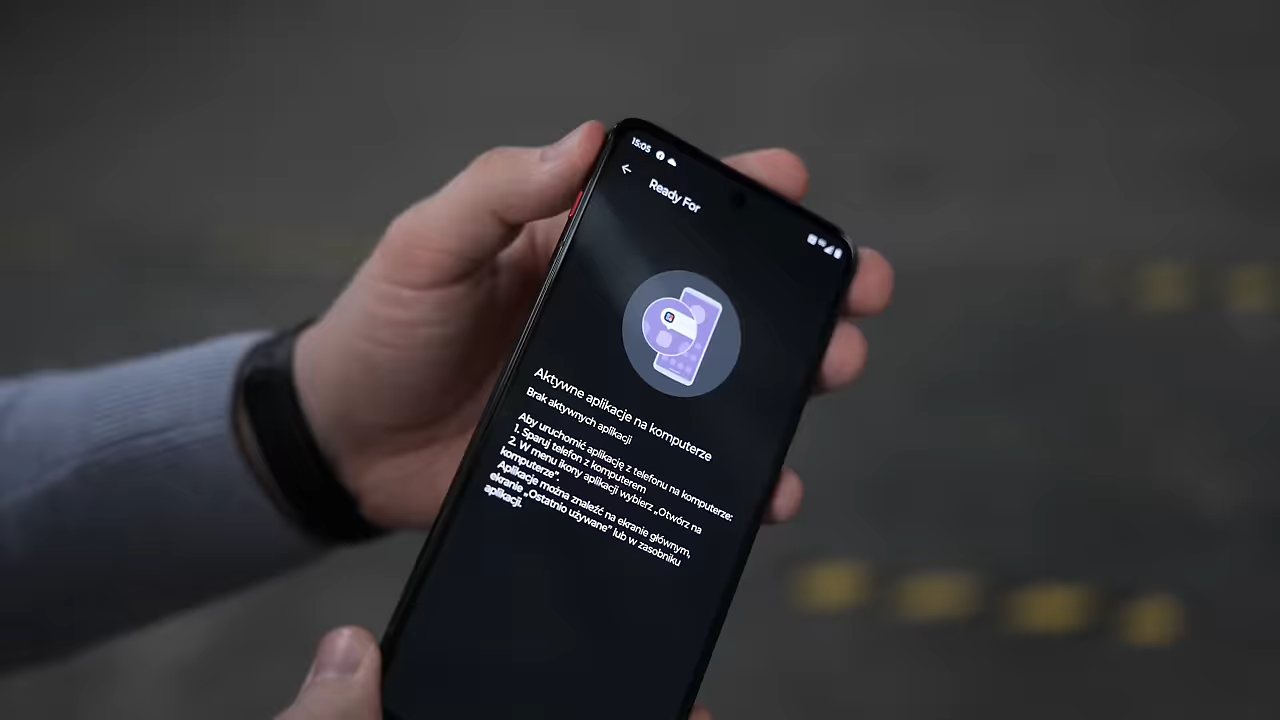 15:05
Ready For
Aktywne aplikacje na komputerze
Brak aktywnych aplikacji
Aby uruchomić aplikację z telefonu na komputerze:
1. Sparuj telefon z komputerem
2. W menu ikony aplikacji wybierz „Otwórz na
komputerze”.
Aplikacje można znaleźć na ekranie głównym,
ekranie „Ostatnio używane” lub w zasobniku
aplikacji.